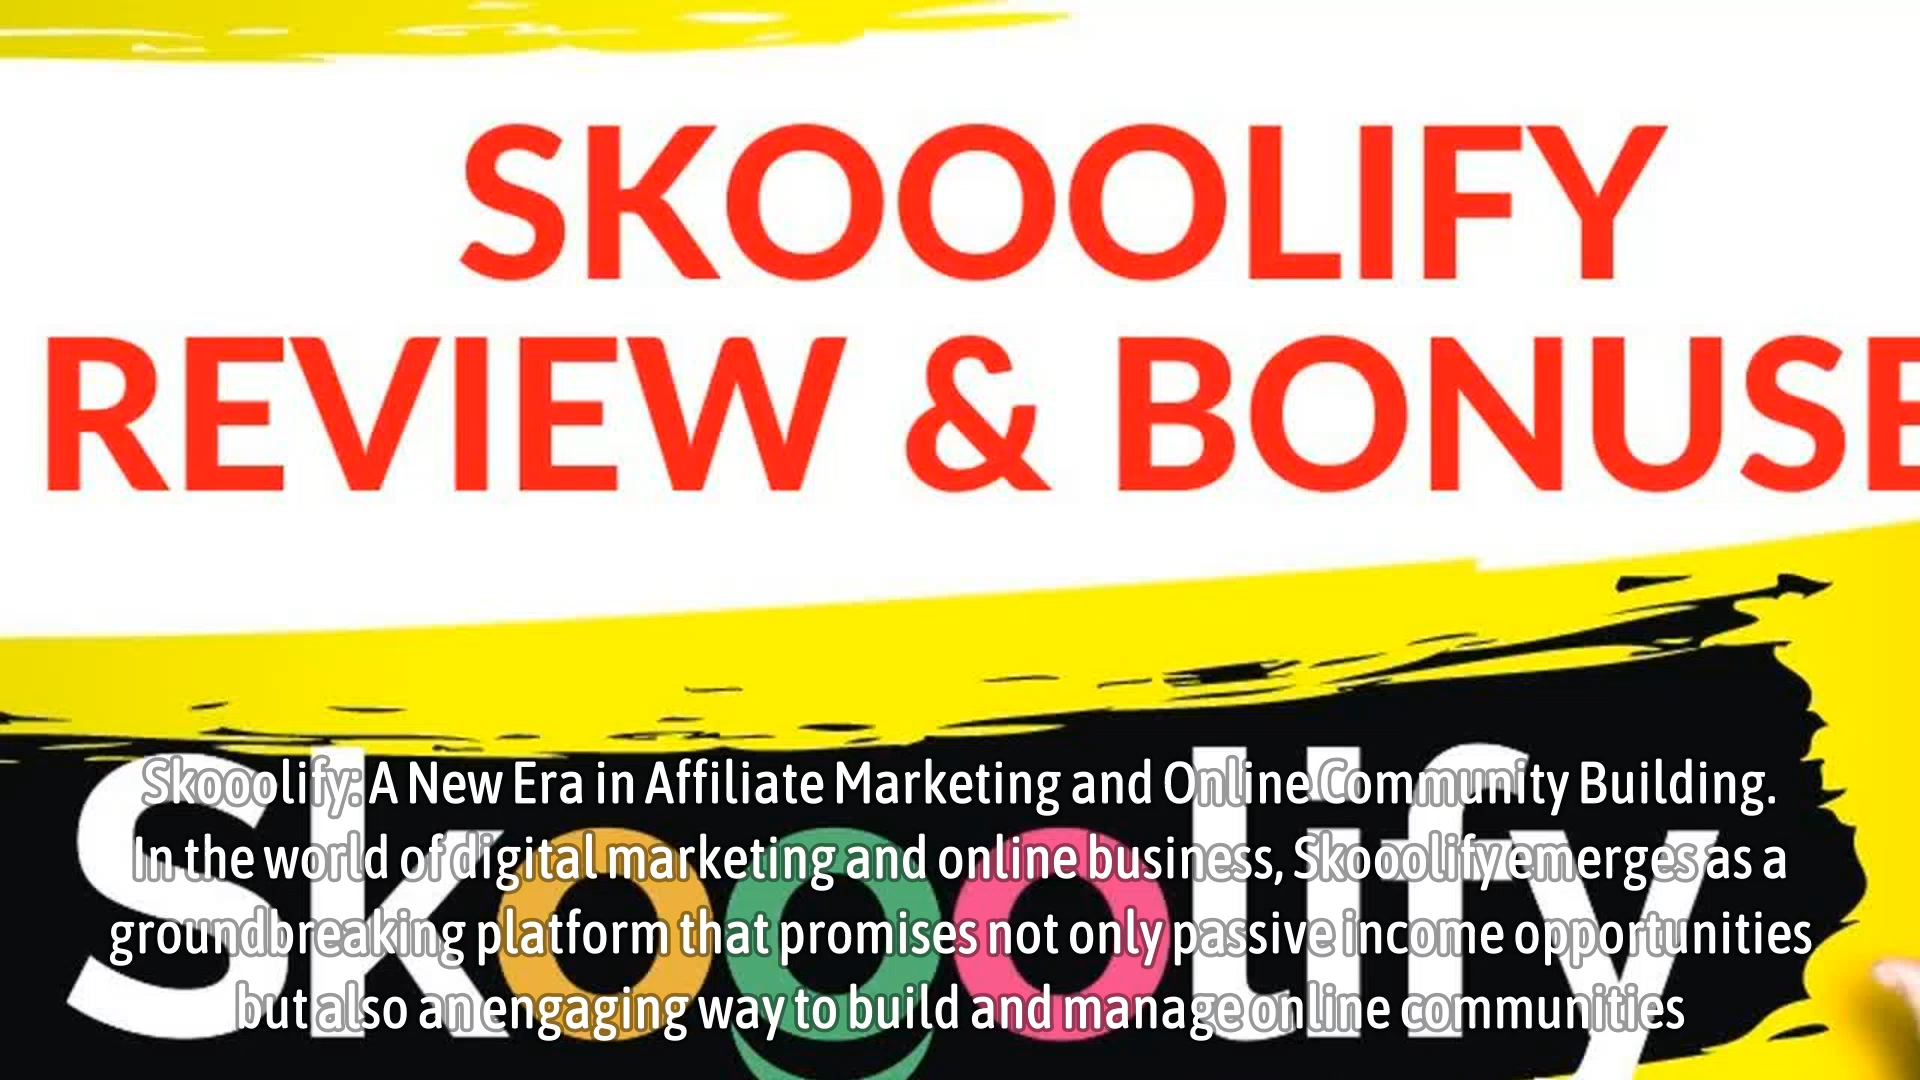 SKOOOLIFY
REVIEW & BONUSE
Skooolify: A New Era in Affiliate Marketing and Online Community Building.
In the world of digital marketing and online business, Skooolify emerges as a
groundbreaking platform that promises not only passive income opportunities
but also an engaging way to build and manage online communities
Skooolify